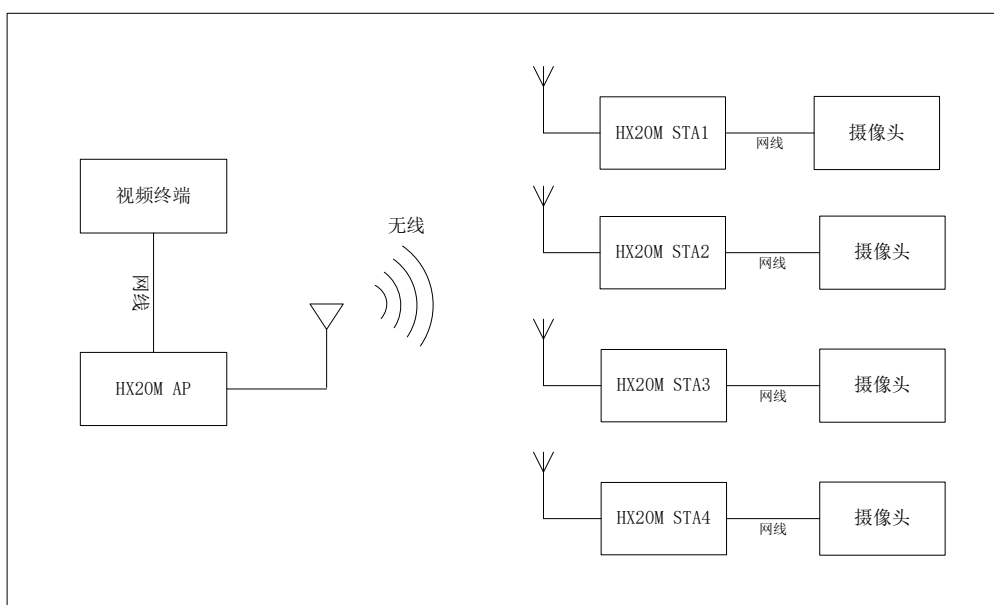 视频终端
网线
HX20M AP
无线
HX20M STA1
网线
摄像头
HX20M STA2
网线
摄像头
HX20M STA3
网线
摄像头
HX20M STA4
网线
摄像头